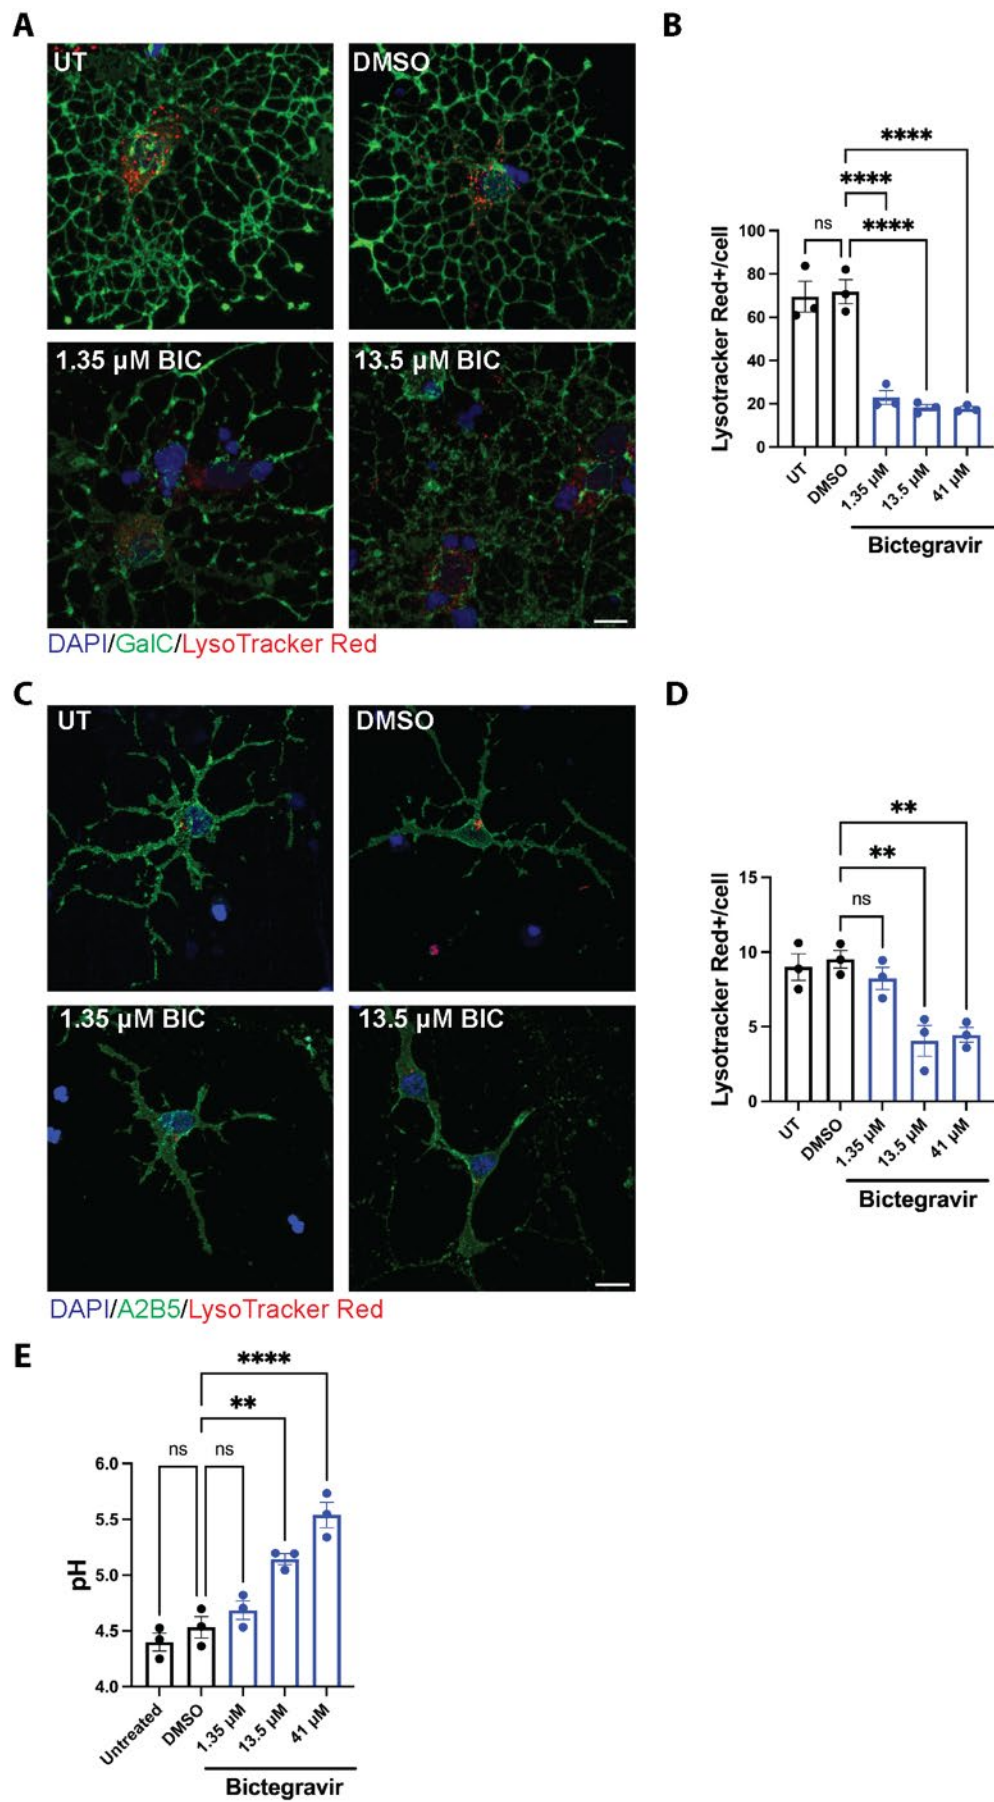 A
UT
DMSO
1.35 µM BIC
13.5 µM BIC
DAPI/GalC/LysoTracker Red
B
****
****
ns
****
Lysotracker Red+/cell
100
80
60
40
20
0
UT
DMSO
1.35 µM
13.5 µM
41 µM
Bictegravir
C
UT
DMSO
1.35 µM BIC
13.5 µM BIC
DAPI/A2B5/LysoTracker Red
D
**
**
ns
Lysotracker Red+/cell
15
10
5
0
UT
DMSO
1.35 µM
13.5 µM
41 µM
Bictegravir
E
****
**
ns
ns
pH
6.0
5.5
5.0
4.5
4.0
Untreated
DMSO
1.35 µM
13.5 µM
41 µM
Bictegravir